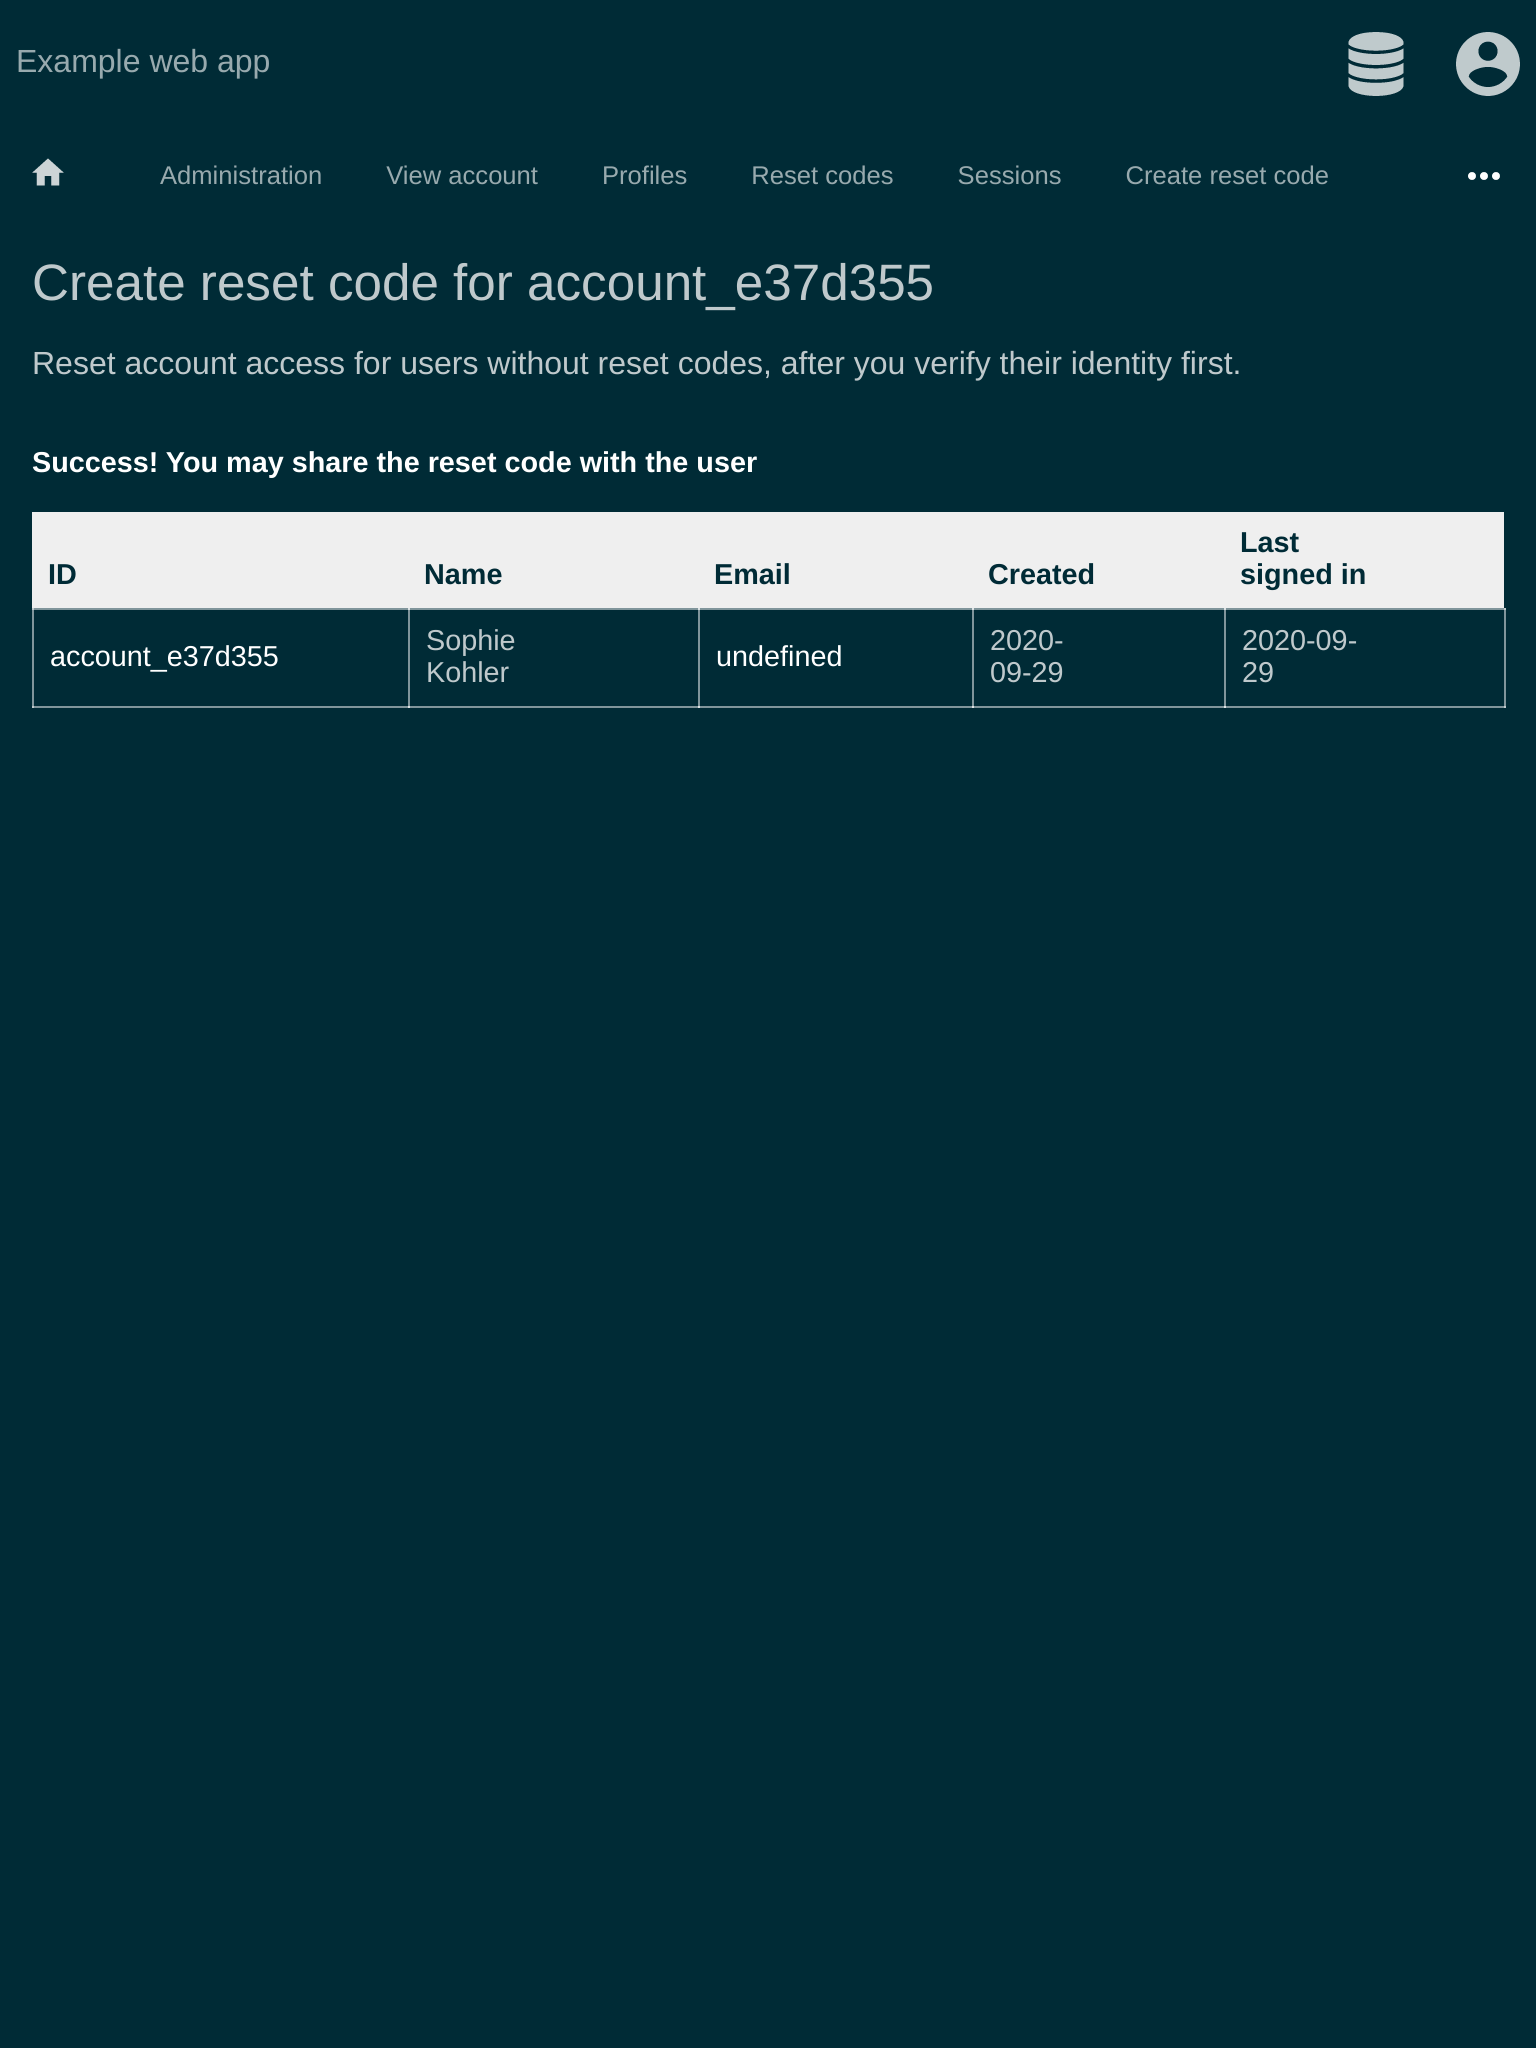 Example web app
Administration View account Profiles Reset codes Sessions Create reset code
Create reset code for account_e37d355
Reset account access for users without reset codes, after you verify their identity first.
Success! You may share the reset code with the user
ID Name Email Created Last signed in
account_e37d355 Sophie Kohler undefined 2020-09-29 2020-09-29